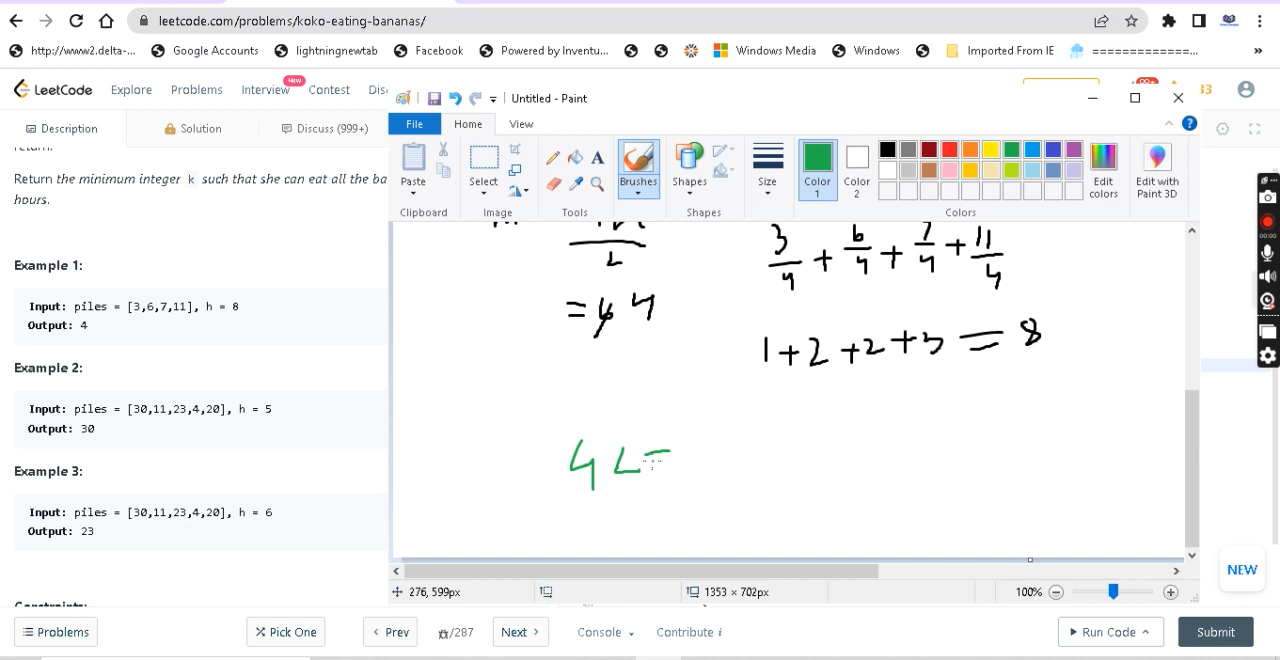 leetcode.com/problems/koko-eating-bananas/
http://www2.delta-... Google Accounts lightningnewtab Facebook Powered by Inventu... Windows Media Windows Imported From IE =============... »
LeetCode Explore Problems Interview New Contest Dis 99+ 33
Untitled - Paint
File Home View
Description Solution Discuss (999+)
return.
Return the minimum integer k such that she can eat all the ba
hours.
Paste Select Brushes Shapes Size Color 1 Color 2 Edit colors Edit with Paint 3D
Clipboard Image Tools Shapes Colors
Example 1:
Input: piles = [3,6,7,11], h = 8
Output: 4
Example 2:
Input: piles = [30,11,23,4,20], h = 5
Output: 30
Example 3:
Input: piles = [30,11,23,4,20], h = 6
Output: 23
Constraints:
3/4 + 6/4 + 7/4 + 11/4
= 4
1 + 2 + 2 + 3 = 8
4 <=
276, 599px 1353 × 702px 100%
NEW
Problems Pick One Prev /287 Next Console Contribute i Run Code Submit
00:00